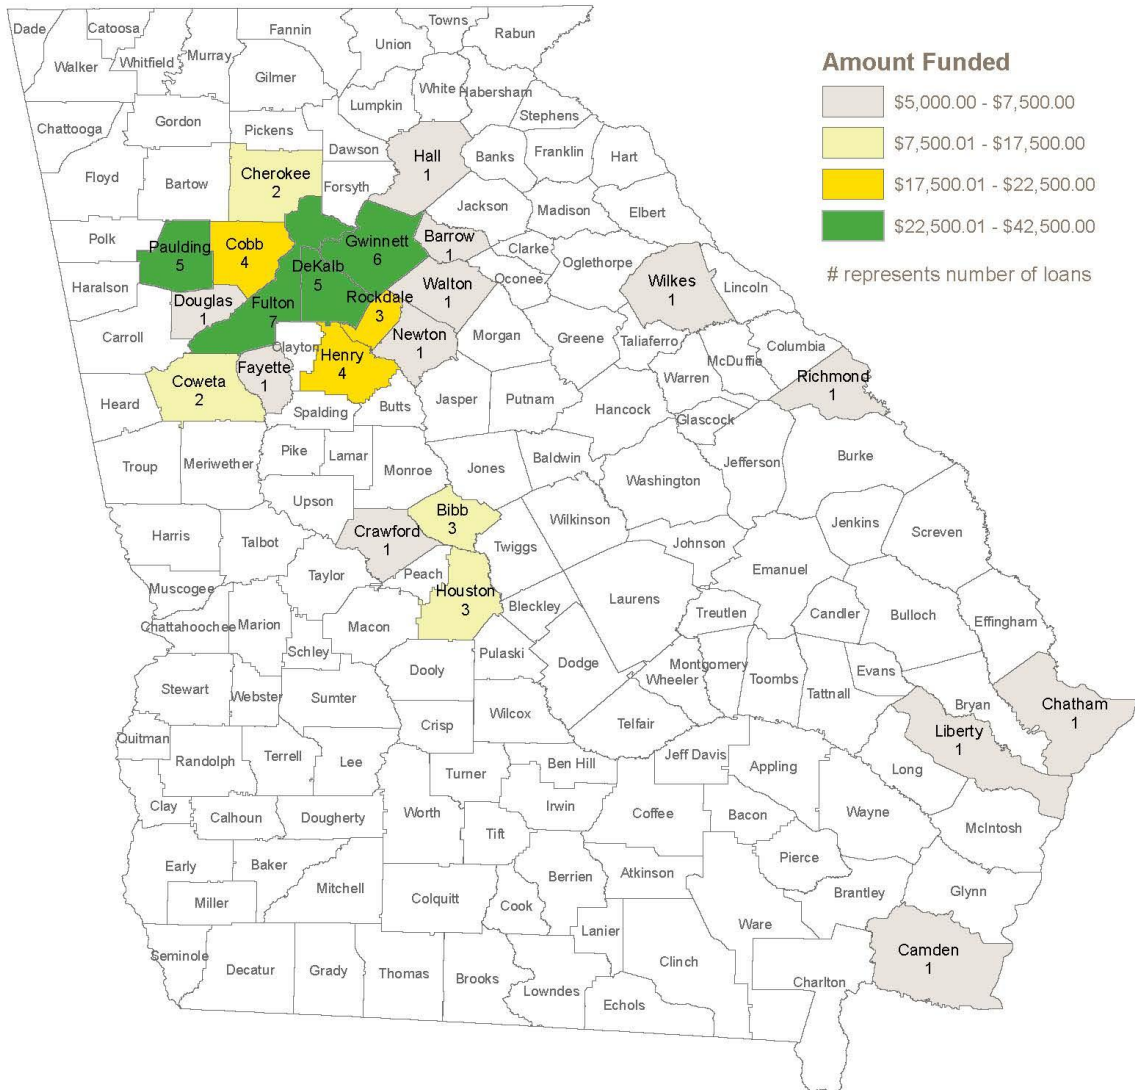 Dade
Catoosa
Fannin
Towns
Rabun
Union
Murray
Whitfield
Walker
Gilmer
White
Habersham
Lumpkin
Stephens
Chattooga
Gordon
Pickens
Dawson
Hall
1
Banks
Franklin
Hart
Floyd
Bartow
Cherokee
2
Forsyth
Jackson
Madison
Elbert
Polk
Paulding
5
Cobb
4
Gwinnett
6
Barrow
1
Clarke
Oconee
Oglethorpe
Wilkes
1
Lincoln
Haralson
Douglas
1
Fulton
7
DeKalb
5
Rockdale
3
Walton
1
Newton
1
Morgan
Greene
Taliaferro
McDuffie
Columbia
Carroll
Clayton
Henry
4
Fayette
1
Coweta
2
Heard
Spalding
Butts
Jasper
Putnam
Hancock
Warren
Glascock
Richmond
1
Troup
Meriwether
Pike
Lamar
Monroe
Jones
Baldwin
Washington
Jefferson
Burke
Upson
Bibb
3
Crawford
1
Wilkinson
Twiggs
Johnson
Jenkins
Screven
Harris
Talbot
Taylor
Peach
Houston
3
Bleckley
Laurens
Emanuel
Treutlen
Candler
Bulloch
Effingham
Muscogee
Chattahoochee
Marion
Macon
Schley
Dooly
Pulaski
Dodge
Montgomery
Wheeler
Toombs
Tattnall
Evans
Bryan
Chatham
1
Liberty
1
Stewart
Webster
Sumter
Crisp
Wilcox
Telfair
Quitman
Randolph
Terrell
Lee
Turner
Ben Hill
Jeff Davis
Appling
Long
Clay
Calhoun
Dougherty
Worth
Tift
Irwin
Coffee
Bacon
Wayne
McIntosh
Early
Baker
Mitchell
Miller
Colquitt
Cook
Berrien
Atkinson
Pierce
Brantley
Glynn
Lanier
Ware
Camden
1
Seminole
Decatur
Grady
Thomas
Brooks
Lowndes
Echols
Clinch
Charlton
Amount Funded
$5,000.00 - $7,500.00
$7,500.01 - $17,500.00
$17,500.01 - $22,500.00
$22,500.01 - $42,500.00
# represents number of loans